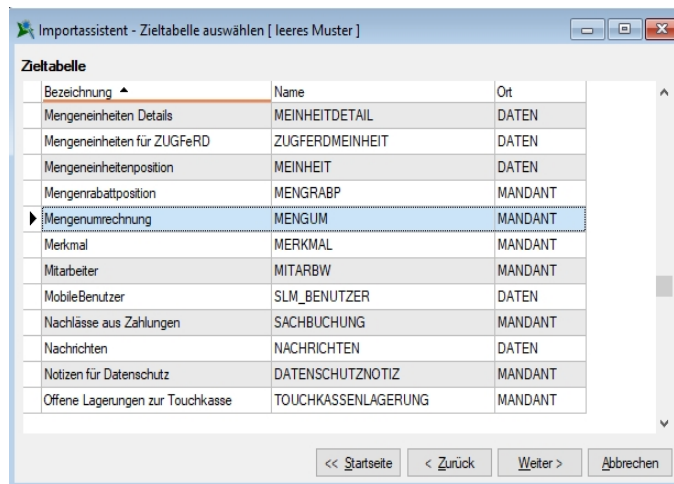 Importassistent - Zieltabelle auswählen [ leeres Muster ]
Zieltabelle
Bezeichnung Name Ort
Mengeneinheiten Details MEINHEITDETAIL DATEN
Mengeneinheiten für ZUGFeRD ZUGFERDMEINHEIT DATEN
Mengeneinheitenposition MEINHEIT DATEN
Mengenrabattposition MENGRABP MANDANT
Mengenumrechnung MENGUM MANDANT
Merkmal MERKMAL MANDANT
Mitarbeiter MITARBW MANDANT
MobileBenutzer SLM_BENUTZER DATEN
Nachlässe aus Zahlungen SACHBUCHUNG MANDANT
Nachrichten NACHRICHTEN DATEN
Notizen für Datenschutz DATENSCHUTZNOTIZ MANDANT
Offene Lagerungen zur Touchkasse TOUCHKASSENLAGERUNG MANDANT
<< Startseite < Zurück Weiter > Abbrechen